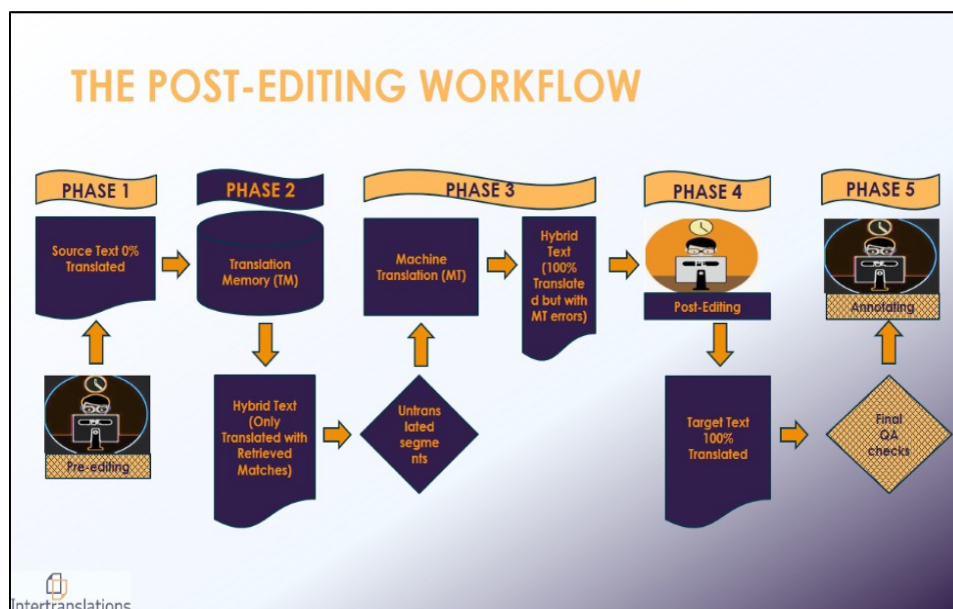 THE POST-EDITING WORKFLOW
PHASE 1
PHASE 2
PHASE 3
PHASE 4
PHASE 5
Source Text 0%
Translated
Pre-editing
Translation
Memory (TM)
Hybrid Text
(Only
Translated with
Retrieved
Matches)
Untrans
lated
segme
nts
Machine
Translation (MT)
Hybrid
Text
(100%
Translate
d but with
MT errors)
Post-Editing
Target Text
100%
Translated
Final
QA
checks
Annotating
Intertranslations